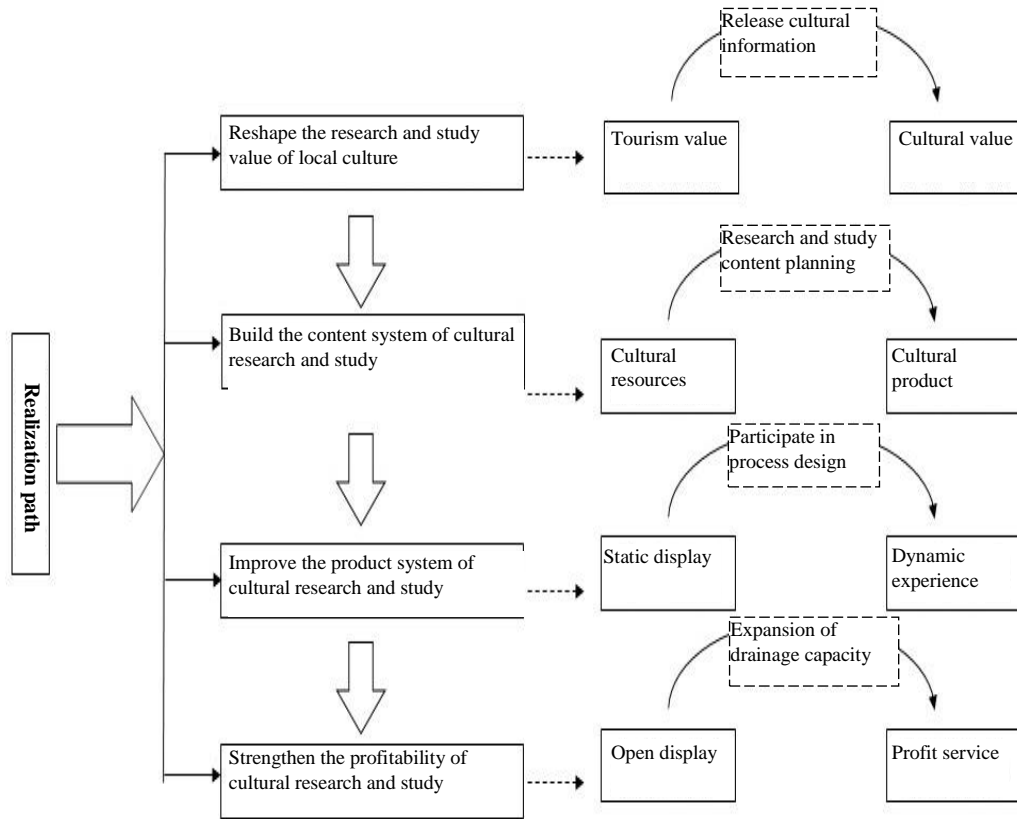 Release cultural
information
Reshape the research and study
value of local culture
Tourism value
Cultural value
Research and study
content planning
Build the content system of cultural
research and study
Cultural
resources
Cultural
product
Realization path
Participate in
process design
Improve the product system of
cultural research and study
Static display
Dynamic
experience
Expansion of
drainage capacity
Strengthen the profitability of
cultural research and study
Open display
Profit service